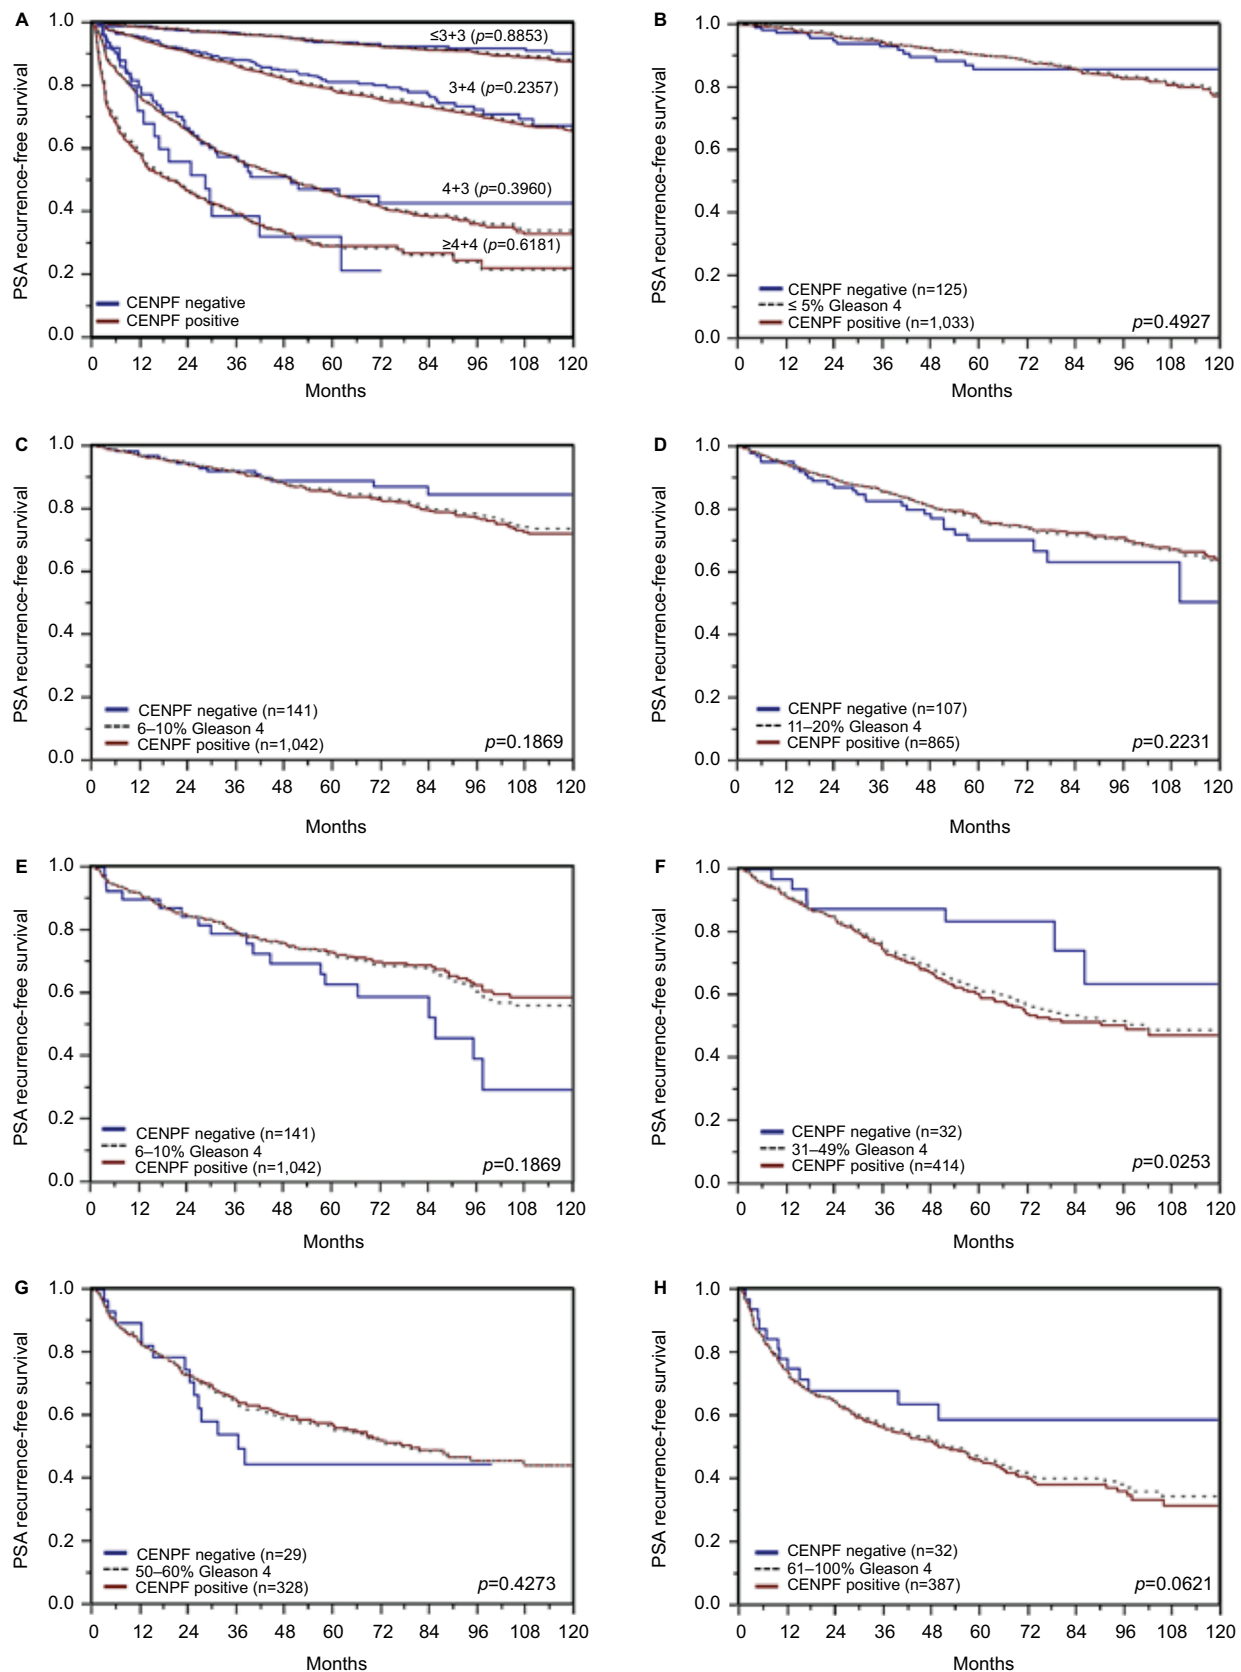 A
PSA recurrence-free survival
1.0
0.8
0.6
0.4
0.2
0.0
≤3+3 (p=0.8853)
3+4 (p=0.2357)
4+3 (p=0.3960)
≥4+4 (p=0.6181)
CENPF negative
CENPF positive
0 12 24 36 48 60 72 84 96 108 120
Months
B
PSA recurrence-free survival
1.0
0.8
0.6
0.4
0.2
0.0
CENPF negative (n=125)
≤ 5% Gleason 4
CENPF positive (n=1,033)
p=0.4927
0 12 24 36 48 60 72 84 96 108 120
Months
C
PSA recurrence-free survival
1.0
0.8
0.6
0.4
0.2
0.0
CENPF negative (n=141)
6–10% Gleason 4
CENPF positive (n=1,042)
p=0.1869
0 12 24 36 48 60 72 84 96 108 120
Months
D
PSA recurrence-free survival
1.0
0.8
0.6
0.4
0.2
0.0
CENPF negative (n=107)
11–20% Gleason 4
CENPF positive (n=865)
p=0.2231
0 12 24 36 48 60 72 84 96 108 120
Months
E
PSA recurrence-free survival
1.0
0.8
0.6
0.4
0.2
0.0
CENPF negative (n=141)
6–10% Gleason 4
CENPF positive (n=1,042)
p=0.1869
0 12 24 36 48 60 72 84 96 108 120
Months
F
PSA recurrence-free survival
1.0
0.8
0.6
0.4
0.2
0.0
CENPF negative (n=32)
31–49% Gleason 4
CENPF positive (n=414)
p=0.0253
0 12 24 36 48 60 72 84 96 108 120
Months
G
PSA recurrence-free survival
1.0
0.8
0.6
0.4
0.2
0.0
CENPF negative (n=29)
50–60% Gleason 4
CENPF positive (n=328)
p=0.4273
0 12 24 36 48 60 72 84 96 108 120
Months
H
PSA recurrence-free survival
1.0
0.8
0.6
0.4
0.2
0.0
CENPF negative (n=32)
61–100% Gleason 4
CENPF positive (n=387)
p=0.0621
0 12 24 36 48 60 72 84 96 108 120
Months